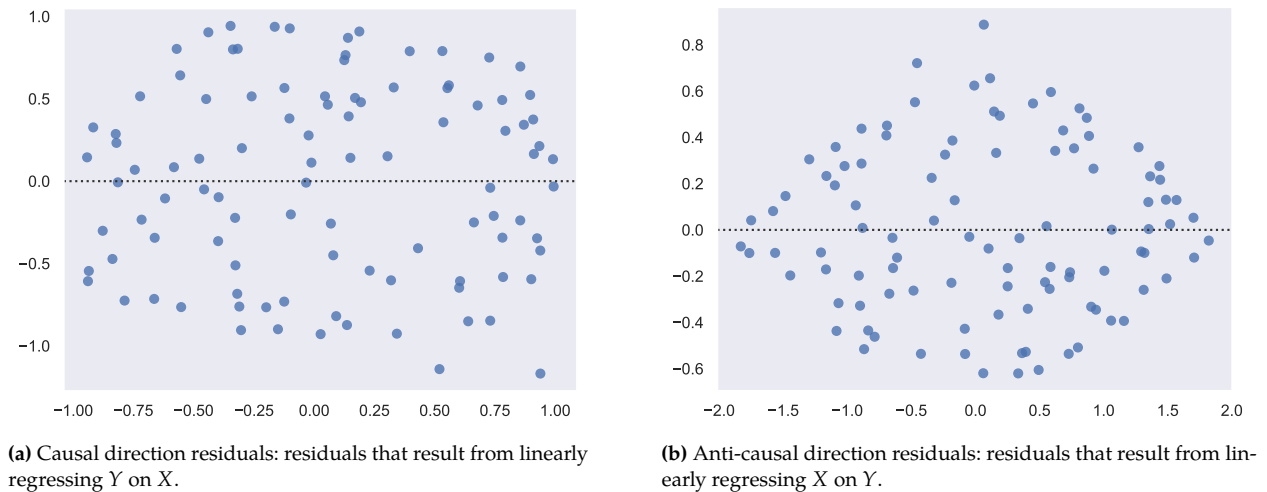 1.0
0.5
0.0
−0.5
−1.0
−1.00 −0.75 −0.50 −0.25 0.00 0.25 0.50 0.75 1.00
(a) Causal direction residuals: residuals that result from linearly
regressing Y on X.
0.8
0.6
0.4
0.2
0.0
−0.2
−0.4
−0.6
−2.0 −1.5 −1.0 −0.5 0.0 0.5 1.0 1.5 2.0
(b) Anti-causal direction residuals: residuals that result from lin-
early regressing X on Y.